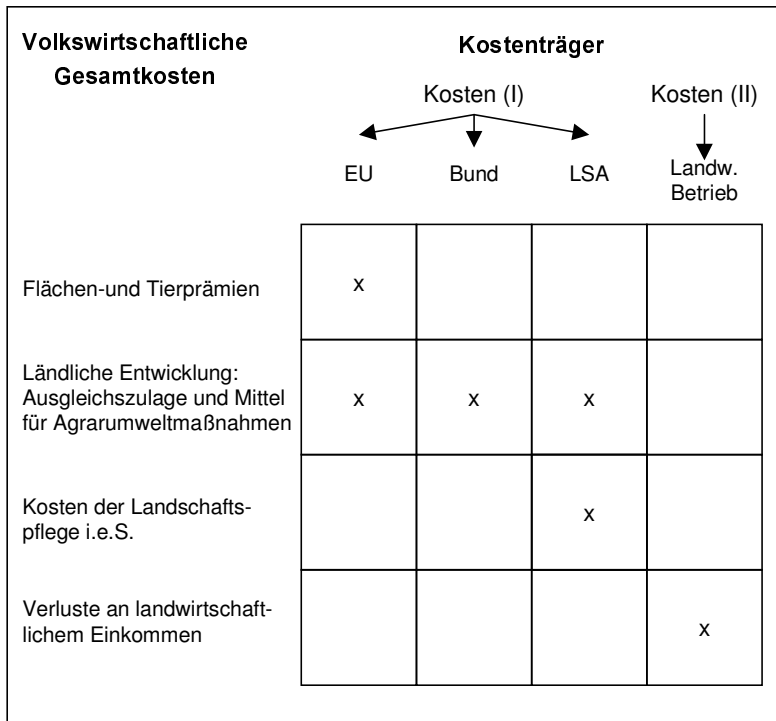 Volkswirtschaftliche
Gesamtkosten
Kostenträger
Kosten (I)
Kosten (II)
EU
Bund
LSA
Landw.
Betrieb
Flächen-und Tierprämien
x
Ländliche Entwicklung:
Ausgleichszulage und Mittel
für Agrarumweltmaßnahmen
x x x
Kosten der Landschafts-
pflege i.e.S.
x
Verluste an landwirtschaft-
lichem Einkommen
x